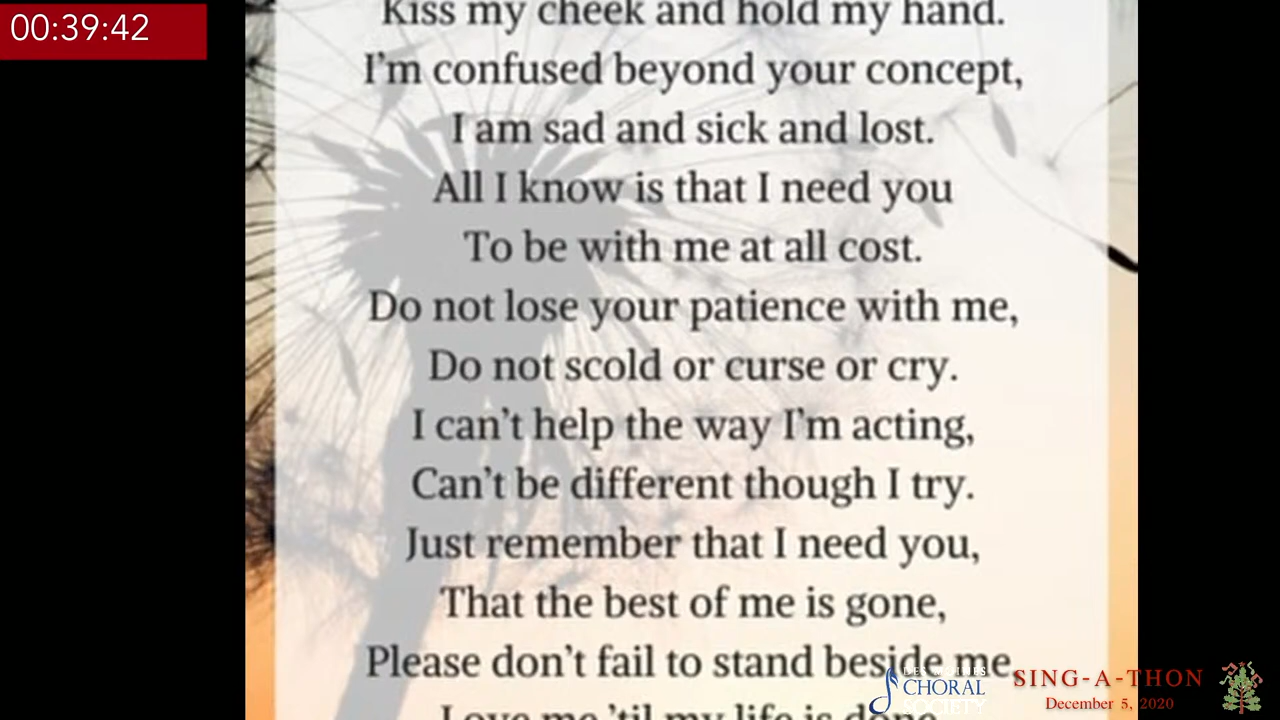 00:39:42
Kiss my cheek and hold my hand.
I'm confused beyond your concept,
I am sad and sick and lost.
All I know is that I need you
To be with me at all cost.
Do not lose your patience with me,
Do not scold or curse or cry.
I can't help the way I'm acting,
Can't be different though I try.
Just remember that I need you,
That the best of me is gone,
Please don't fail to stand beside me,
Love me 'til my life is done.
DES MOINES
CHORAL
SOCIETY
SING-A-THON
December 5, 2020